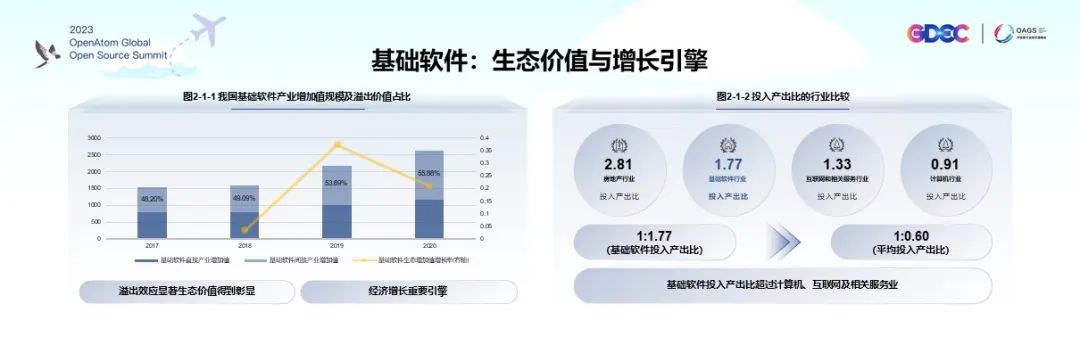 2023
OpenAtom Global
Open Source Summit
GDEC
OAGS
基础软件：生态价值与增长引擎
图2-1-1 我国基础软件产业增加值规模及溢出价值占比
3000
2500
2000
1500
1000
500
0
0.4
0.35
0.3
0.25
0.2
0.15
0.1
0.05
0
48.20%
49.09%
53.69%
55.88%
2017
2018
2019
2020
基础软件直接产业增加值
基础软件间接产业增加值
基础软件生态增加值增长率(右轴)
溢出效应显著生态价值得到彰显
经济增长重要引擎
图2-1-2 投入产出比的行业比较
2.81
房地产行业
投入产出比
1.77
基础软件行业
投入产出比
1.33
互联网和相关服务行业
投入产出比
0.91
计算机行业
投入产出比
1:1.77
(基础软件投入产出比)
1:0.60
(平均投入产出比)
基础软件投入产出比超过计算机、互联网及相关服务业